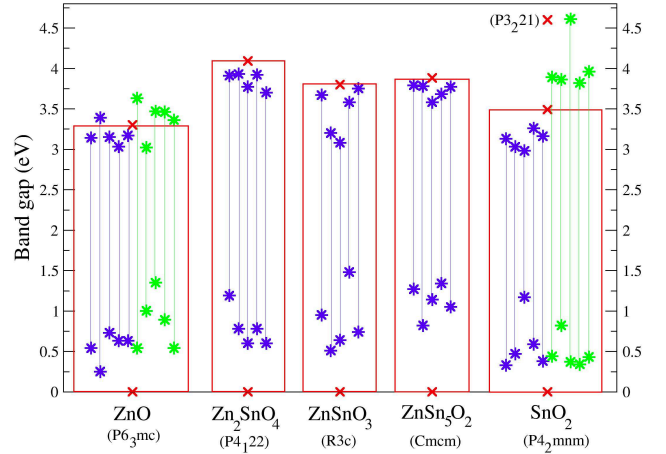 (P3₂21)
4.5
4
3.5
3
2.5
2
1.5
1
0.5
0
Band gap (eV)
4.5
4
3.5
3
2.5
2
1.5
1
0.5
0
ZnO
(P6₃mc)
Zn₂SnO₄
(P4₁22)
ZnSnO₃
(R3c)
ZnSn₅O₂
(Cmcm)
SnO₂
(P4₂mnm)